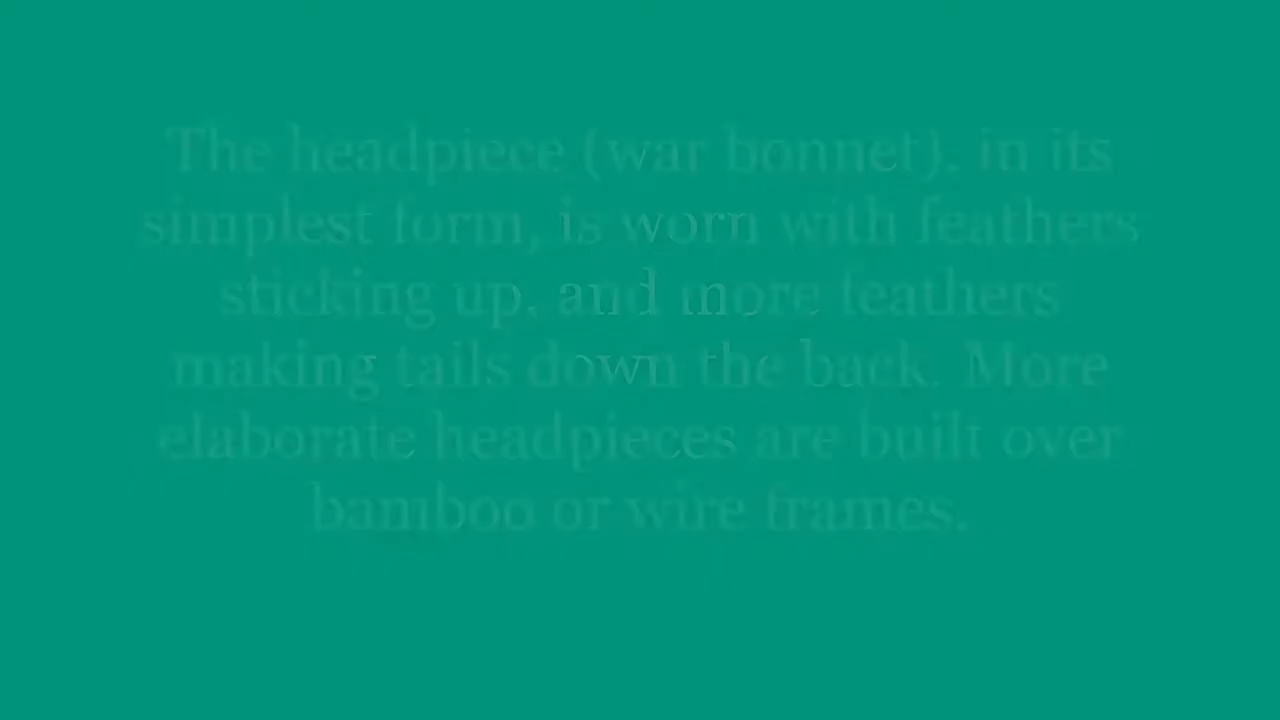 The headpiece (war bonnet), in its
simplest form, is worn with feathers
sticking up, and more feathers
making tails down the back. More
elaborate headpieces are built over
bamboo or wire frames.